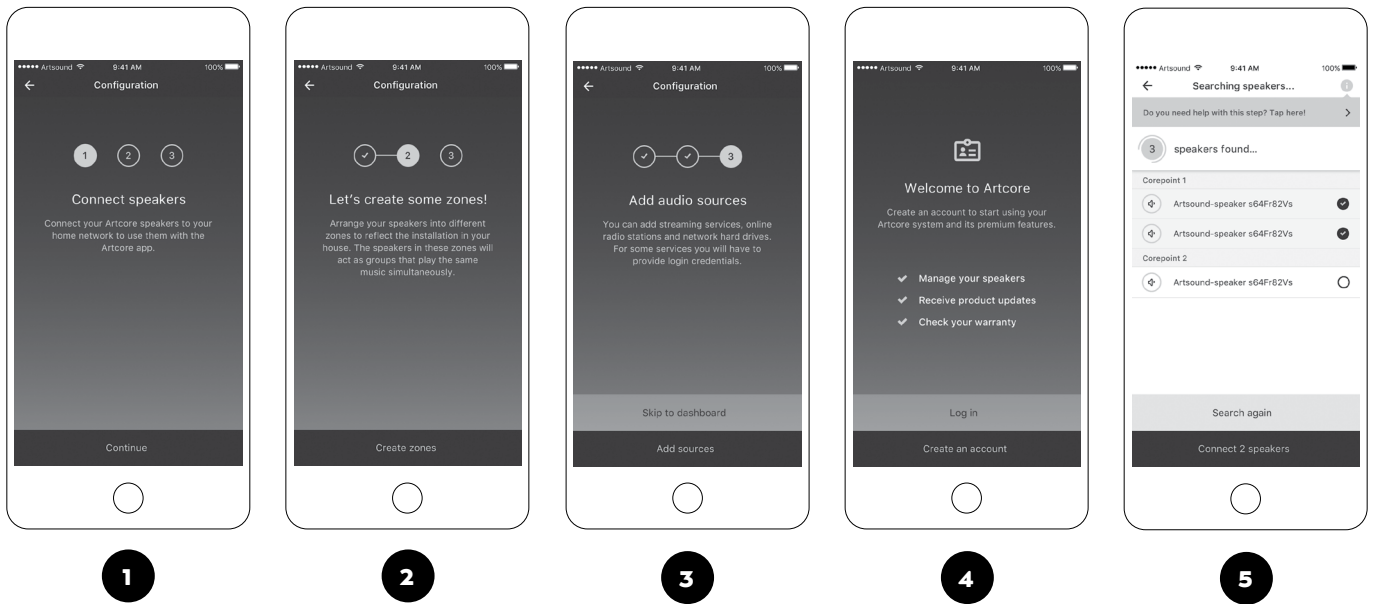 Artsound 9:41 AM 100%
Configuration
1 2 3
Connect speakers
Connect your Artcore speakers to your
home network to use them with the
Artcore app.
Continue
1
Artsound 9:41 AM 100%
Configuration
2 3
Let's create some zones!
Arrange your speakers into different
zones to reflect the installation in your
house. The speakers in these zones will
act as groups that play the same
music simultaneously.
Create zones
2
Artsound 9:41 AM 100%
Configuration
3
Add audio sources
You can add streaming services, online
radio stations and network hard drives.
For some services you will have to
provide login credentials.
Skip to dashboard
Add sources
3
Artsound 9:41 AM 100%
Welcome to Artcore
Create an account to start using your
Artcore system and its premium features.
Manage your speakers
Receive product updates
Check your warranty
Log in
Create an account
4
Artsound 9:41 AM 100%
Searching speakers... i
Do you need help with this step? Tap here!
3 speakers found...
Corepoint 1
Artsound-speaker s64Fr82Vs
Artsound-speaker s64Fr82Vs
Corepoint 2
Artsound-speaker s64Fr82Vs
Search again
Connect 2 speakers
5